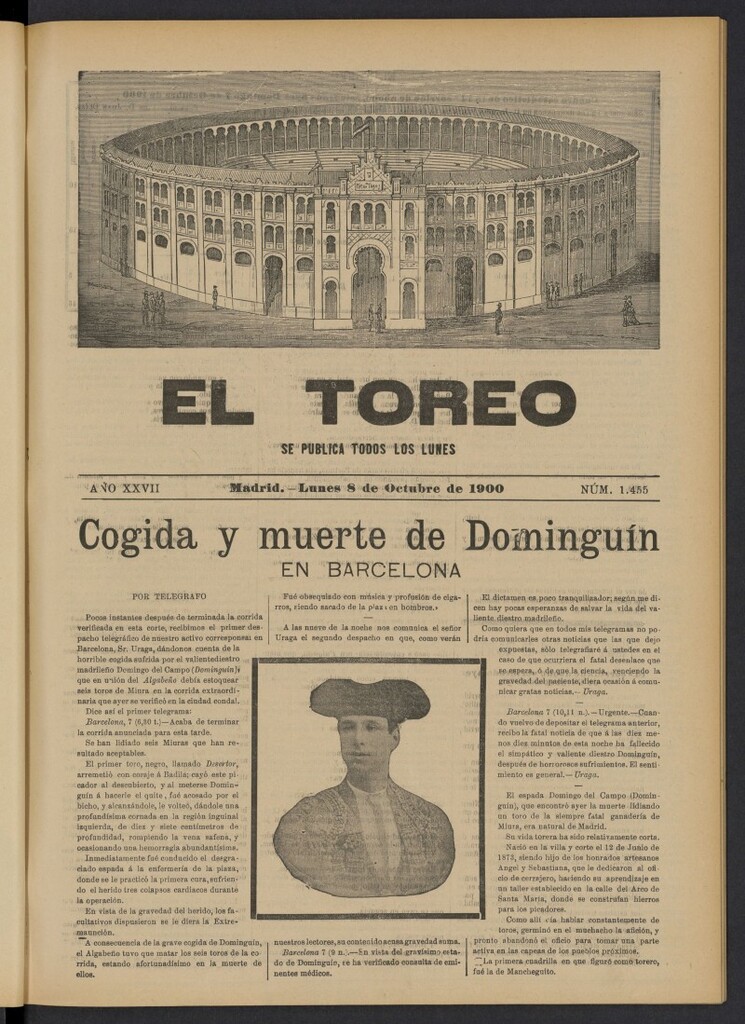 EL TOREO
SE PUBLICA TODOS LOS LUNES
AÑO XXVII
Madrid.—Lunes 8 de Octubre de 1900
NÚM. 1.455
Cogida y muerte de Dominguín
EN BARCELONA
POR TELEGRAFO
Pocos instantes después de terminada la corrida
verificada en esta corte, recibimos el primer des-
pacho telegráfico de nuestro activo corresponsal en
Barcelona, Sr. Uraga, dándonos cuenta de la
horrible cogida sufrida por el valiente diestro
madrileño Domingo del Campo (Dominguín)
que en unión del Algabeño debía estoquear
seis toros de Miura en la corrida extraordi-
naria que ayer se verificó en la ciudad condal.
Dice así el primer telegrama:
Barcelona, 7 (6,30 t.)—Acaba de terminar
la corrida anunciada para esta tarde.
Se han lidiado seis Miuras que han re-
sultado aceptables.
El primer toro, negro, llamado Desertor,
arremetió con coraje á Badila; cayó este pi-
cador al descubierto, y al meterse Domin-
guín á hacerle el quite, fué acosado por el
bicho, y alcanzándole, le volteó, dándole una
profundísima cornada en la región inguinal
izquierda, de diez y siete centímetros de
profundidad, rompiendo la vena safona, y
ocasionando una hemorragia abundantísima.
Inmediatamente fué conducido el desgra-
ciado espada á la enfermería de la plaza,
donde se le practicó la primera cura, sufrien-
do el herido tres colapsos cardiacos durante
la operación.
En vista de la gravedad del herido, los fa-
cultativos dispusieron se le diera la Extre-
maunción.
A consecuencia de la grave cogida de Dominguín,
el Algabeño tuvo que matar los seis toros de la co-
rrida, estando afortunadísimo en la muerte de
ellos.
Fué obsequiado con música y profusión de ciga-
rros, siendo sacado de la plaza en hombros.»
A las nueve de la noche nos comunica el señor
Uraga el segundo despacho en que, como verán
nuestros lectores, su contenido acusa gravedad suma.
Barcelona 7 (9 n.).—En vista del gravísimo esta-
do de Dominguín, se ha verificado consulta de emi-
nentes médicos.
El dictamen es poco tranquilizador; según me di-
cen hay pocas esperanzas de salvar la vida del va-
liente diestro madrileño.
Como quiera que en todos mis telegramas no po-
dría comunicarles otras noticias que las que dejo
expuestas, sólo telegrafiaré á ustedes en el
caso de que ocurriera el fatal desenlace que
se espera, ó de que la ciencia, venciendo la
gravedad del paciente, diera ocasión á comu-
nicar gratas noticias.—Uraga.
Barcelona 7 (10,11 n.).—Urgente.—Cuan-
do vuelvo de depositar el telegrama anterior,
recibo la fatal noticia de que á las diez me-
nos diez minutos de esta noche ha fallecido
el simpático y valiente diestro Dominguín,
después de horrorosos sufrimientos. El sent-
imiento es general.—Uraga.
El espada Domingo del Campo (Domin-
guín), que encontró ayer la muerte lidiando
un toro de la siempre fatal ganadería de
Miura, era natural de Madrid.
Su vida torera ha sido relativamente corta.
Nació en la villa y corte el 12 de Junio de
1873, siendo hijo de los honrados artesanos
Angel y Sebastiana, que le dedicaron al ofi-
cio de cerrajero, haciendo su aprendizaje en
un taller establecido en la calle del Arco de
Santa María, donde se construían hierros
para los picadores.
Como allí oía hablar constantemente de
toros, germinó en el muchacho la afición, y
pronto abandonó el oficio para tomar una parte
activa en las capeas de los pueblos próximos.
La primera cuadrilla en que figuró como torero,
fué la de Mancheguito.